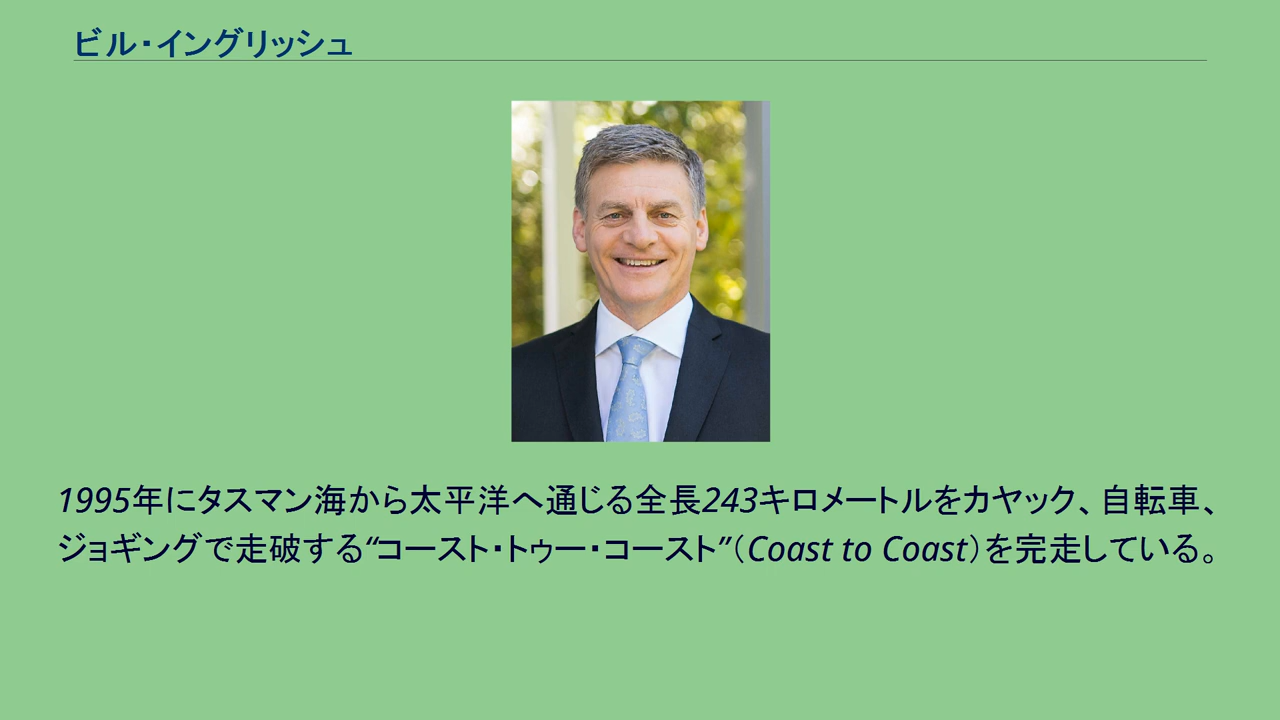 ビル・イングリッシュ
1995年にタスマン海から太平洋へ通じる全長243キロメートルをカヤック、自転車、
ジョギングで走破する“コースト・トゥー・コースト”（Coast to Coast）を完走している。